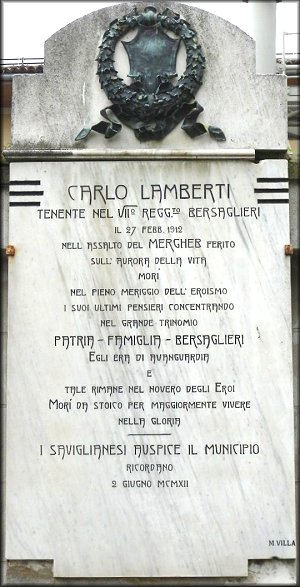 CARLO LAMBERTI
TENENTE NEL VIIº REGG.TO BERSAGLIERI
IL 27 FEBB. 1912
NELL'ASSALTO DEL MERGHEB FERITO
SULL'AURORA DELLA VITA
MORÌ
NEL PIENO MERIGGIO DELL'EROISMO
I SUOI ULTIMI PENSIERI CONCENTRANDO
NEL GRANDE TRINOMIO
PATRIA - FAMIGLIA - BERSAGLIERI
EGLI ERA DI AVANGUARDIA
E
TALE RIMANE NEL NOVERO DEGLI EROI
MORÍ DA STOICO PER MAGGIORMENTE VIVERE
NELLA GLORIA
I SAVIGLIANESI AUSPICE IL MUNICIPIO
RICORDANO
2 GIUGNO MCMXII
M. VILLA